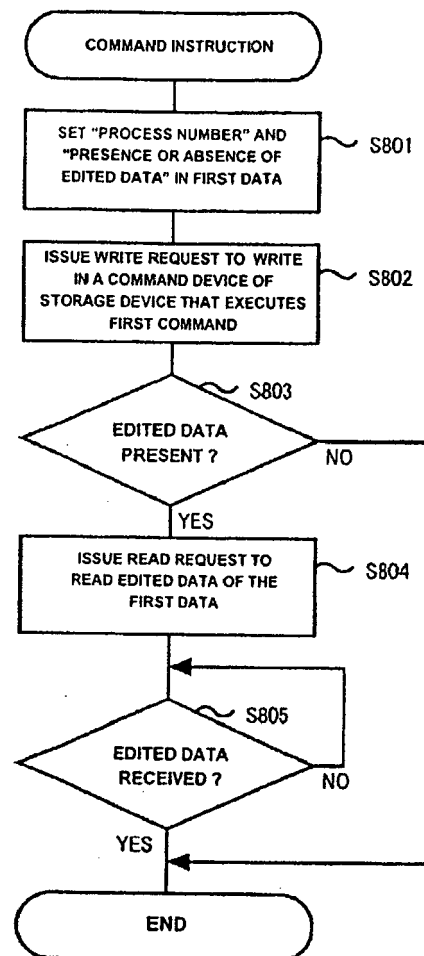 COMMAND INSTRUCTION
SET "PROCESS NUMBER" AND
"PRESENCE OR ABSENCE OF
EDITED DATA" IN FIRST DATA
S801
ISSUE WRITE REQUEST TO WRITE
IN A COMMAND DEVICE OF
STORAGE DEVICE THAT EXECUTES
FIRST COMMAND
S802
S803
EDITED DATA
PRESENT ?
NO
YES
ISSUE READ REQUEST TO
READ EDITED DATA OF THE
FIRST DATA
S804
S805
EDITED DATA
RECEIVED ?
NO
YES
END